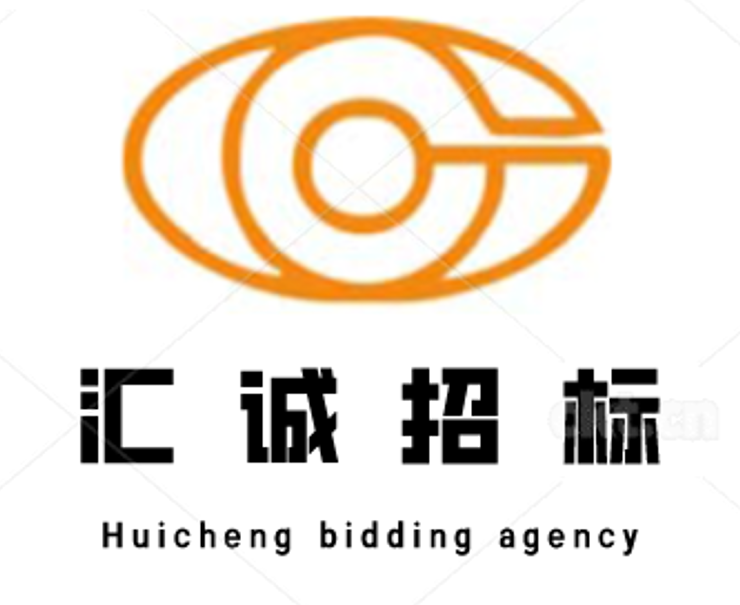 汇诚招标
Huicheng bidding agency